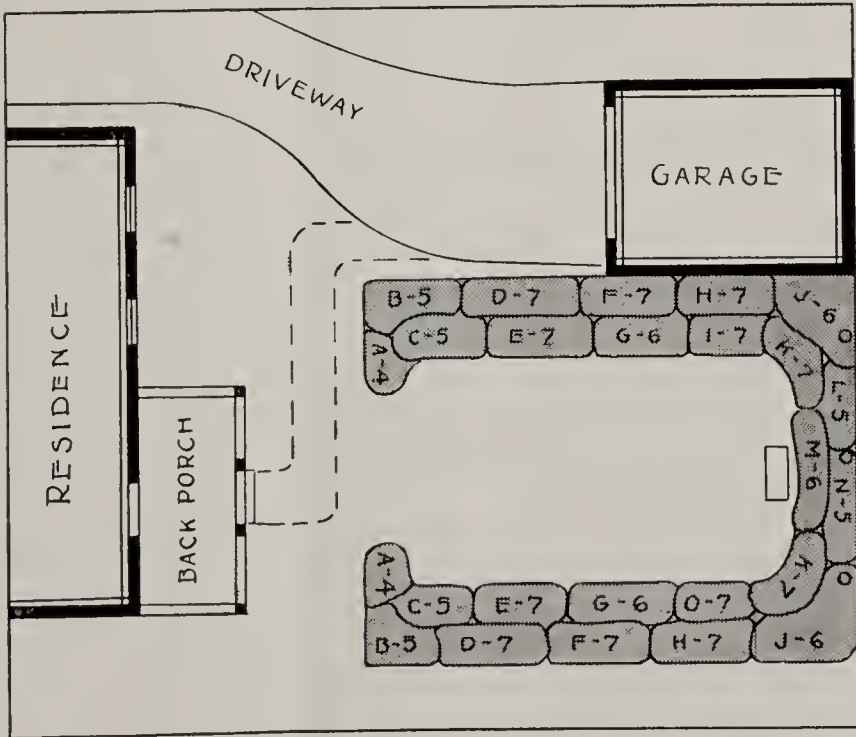 DRIVEWAY
GARAGE
RESIDENCE
BACK PORCH
B-5
D-7
F-7
H-7
J-6
O
A-4
C-5
E-7
G-6
I-7
K-7
L-5
O
M-6
N-5
A-4
K-7
O
C-5
E-7
G-6
O-7
B-5
D-7
F-7
H-7
J-6